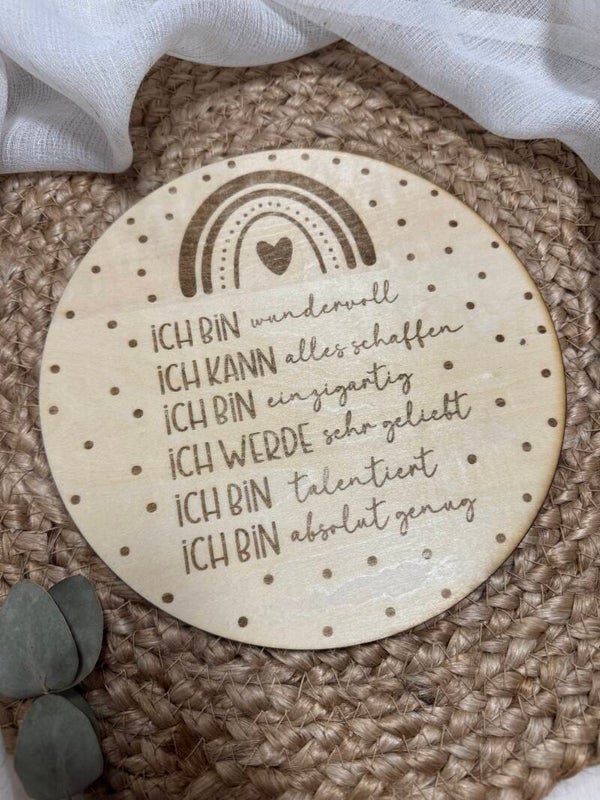 iCH BiN wundervoll
iCH KANN alles schaffen
iCH BiN einzigartig
iCH WERDE sehr geliebt
iCH BiN talentiert
iCH BiN absolut genug